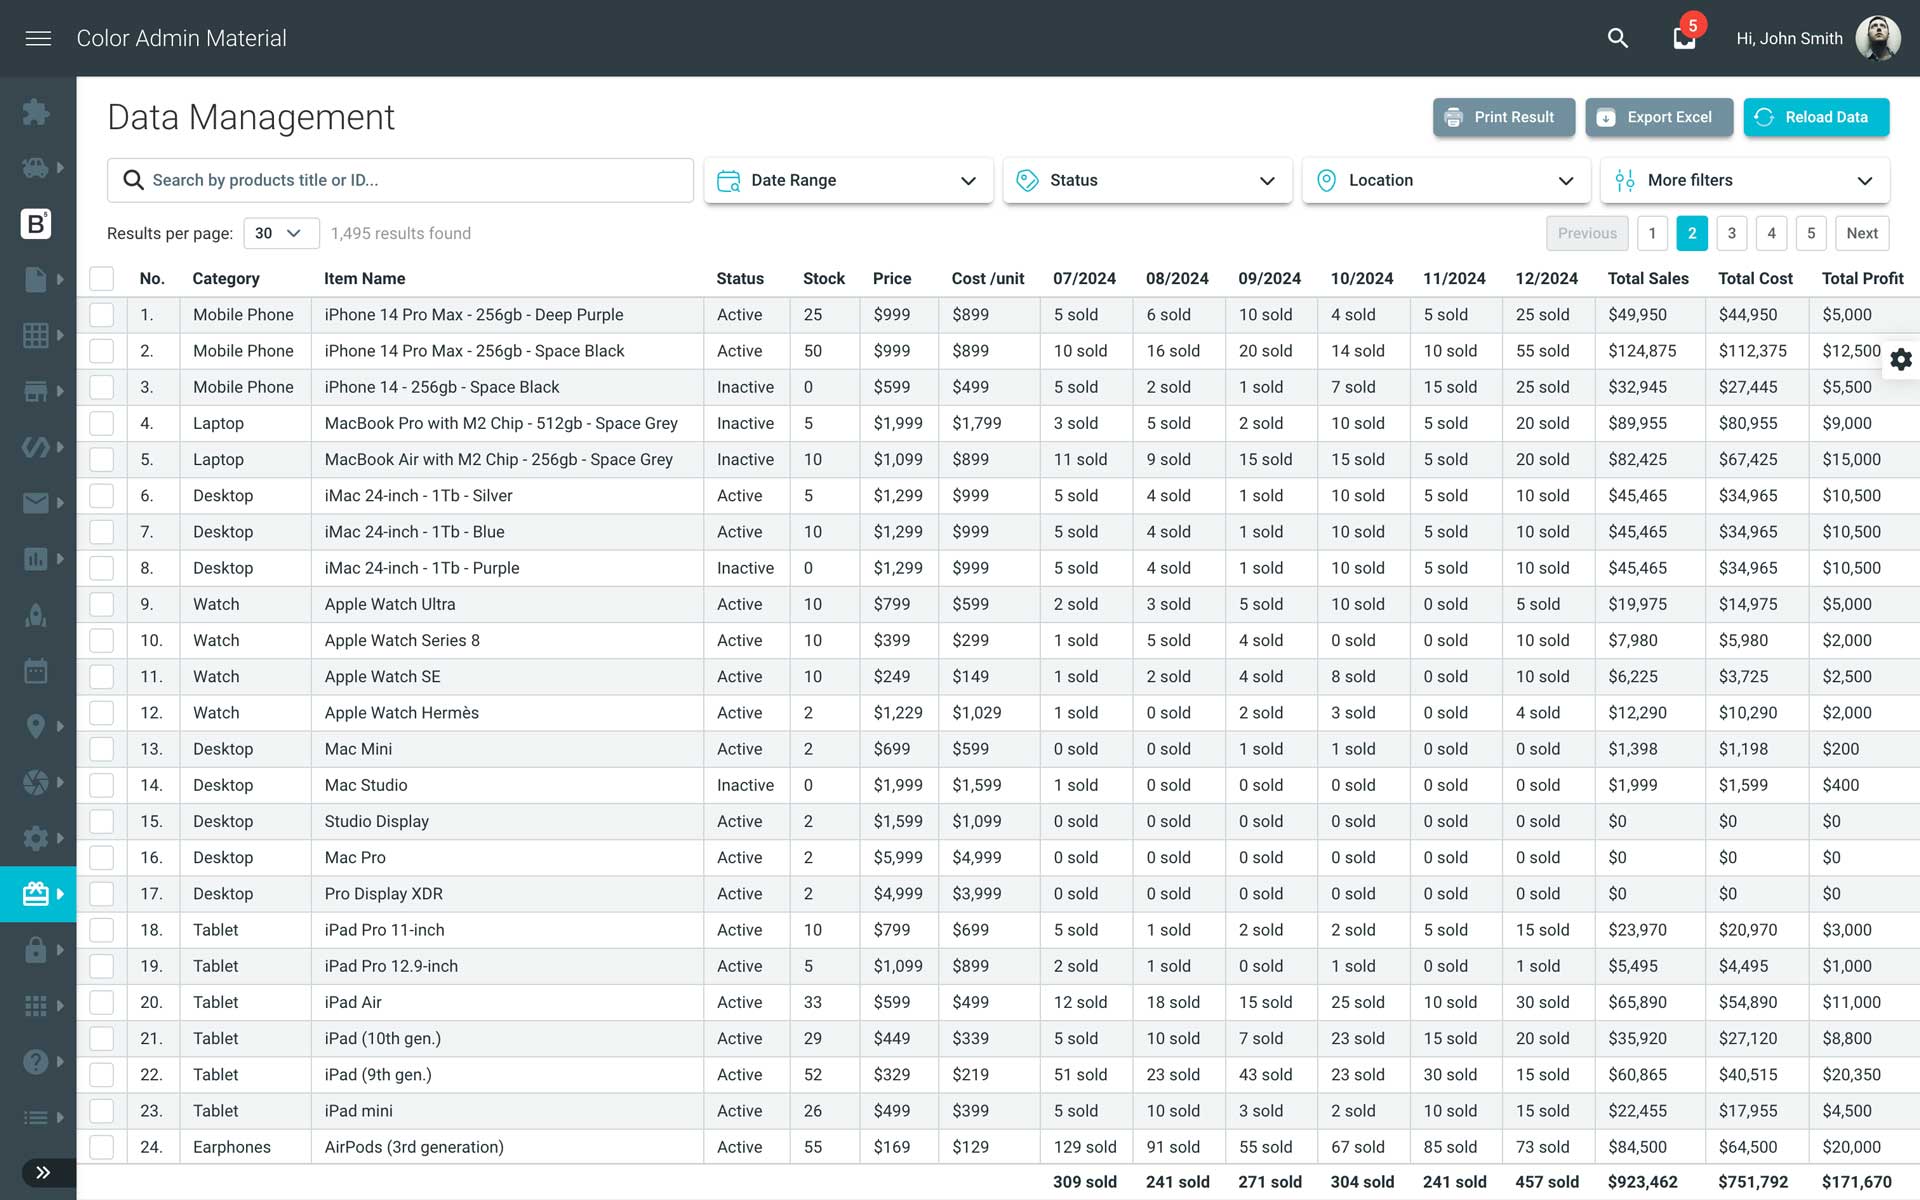 Color Admin Material
5
Hi, John Smith
Data Management
Print Result
Export Excel
Reload Data
Search by products title or ID...
Date Range
Status
Location
More filters
B5
Results per page: 30 1,495 results found
Previous 1 2 3 4 5 Next
No. Category Item Name Status Stock Price Cost /unit 07/2024 08/2024 09/2024 10/2024 11/2024 12/2024 Total Sales Total Cost Total Profit
1. Mobile Phone iPhone 14 Pro Max - 256gb - Deep Purple Active 25 $999 $899 5 sold 6 sold 10 sold 4 sold 5 sold 25 sold $49,950 $44,950 $5,000
2. Mobile Phone iPhone 14 Pro Max - 256gb - Space Black Active 50 $999 $899 10 sold 16 sold 20 sold 14 sold 10 sold 55 sold $124,875 $112,375 $12,500
3. Mobile Phone iPhone 14 - 256gb - Space Black Inactive 0 $599 $499 5 sold 2 sold 1 sold 7 sold 15 sold 25 sold $32,945 $27,445 $5,500
4. Laptop MacBook Pro with M2 Chip - 512gb - Space Grey Inactive 5 $1,999 $1,799 3 sold 5 sold 2 sold 10 sold 5 sold 20 sold $89,955 $80,955 $9,000
5. Laptop MacBook Air with M2 Chip - 256gb - Space Grey Inactive 10 $1,099 $899 11 sold 9 sold 15 sold 15 sold 5 sold 20 sold $82,425 $67,425 $15,000
6. Desktop iMac 24-inch - 1Tb - Silver Active 5 $1,299 $999 5 sold 4 sold 1 sold 10 sold 5 sold 10 sold $45,465 $34,965 $10,500
7. Desktop iMac 24-inch - 1Tb - Blue Active 10 $1,299 $999 5 sold 4 sold 1 sold 10 sold 5 sold 10 sold $45,465 $34,965 $10,500
8. Desktop iMac 24-inch - 1Tb - Purple Inactive 0 $1,299 $999 5 sold 4 sold 1 sold 10 sold 5 sold 10 sold $45,465 $34,965 $10,500
9. Watch Apple Watch Ultra Active 10 $799 $599 2 sold 3 sold 5 sold 10 sold 0 sold 5 sold $19,975 $14,975 $5,000
10. Watch Apple Watch Series 8 Active 10 $399 $299 1 sold 5 sold 4 sold 0 sold 0 sold 10 sold $7,980 $5,980 $2,000
11. Watch Apple Watch SE Active 10 $249 $149 1 sold 2 sold 4 sold 8 sold 0 sold 10 sold $6,225 $3,725 $2,500
12. Watch Apple Watch Hermès Active 2 $1,229 $1,029 1 sold 0 sold 2 sold 3 sold 0 sold 4 sold $12,290 $10,290 $2,000
13. Desktop Mac Mini Active 2 $699 $599 0 sold 0 sold 1 sold 1 sold 0 sold 0 sold $1,398 $1,198 $200
14. Desktop Mac Studio Inactive 0 $1,999 $1,599 1 sold 0 sold 0 sold 0 sold 0 sold 0 sold $1,999 $1,599 $400
15. Desktop Studio Display Active 2 $1,599 $1,099 0 sold 0 sold 0 sold 0 sold 0 sold 0 sold $0 $0 $0
16. Desktop Mac Pro Active 2 $5,999 $4,999 0 sold 0 sold 0 sold 0 sold 0 sold 0 sold $0 $0 $0
17. Desktop Pro Display XDR Active 2 $4,999 $3,999 0 sold 0 sold 0 sold 0 sold 0 sold 0 sold $0 $0 $0
18. Tablet iPad Pro 11-inch Active 10 $799 $699 5 sold 1 sold 2 sold 2 sold 5 sold 15 sold $23,970 $20,970 $3,000
19. Tablet iPad Pro 12.9-inch Active 5 $1,099 $899 2 sold 1 sold 0 sold 1 sold 0 sold 1 sold $5,495 $4,495 $1,000
20. Tablet iPad Air Active 33 $599 $499 12 sold 18 sold 15 sold 25 sold 10 sold 30 sold $65,890 $54,890 $11,000
21. Tablet iPad (10th gen.) Active 29 $449 $339 5 sold 10 sold 7 sold 23 sold 15 sold 20 sold $35,920 $27,120 $8,800
22. Tablet iPad (9th gen.) Active 52 $329 $219 51 sold 23 sold 43 sold 23 sold 30 sold 15 sold $60,865 $40,515 $20,350
23. Tablet iPad mini Active 26 $499 $399 5 sold 10 sold 3 sold 2 sold 10 sold 15 sold $22,455 $17,955 $4,500
24. Earphones AirPods (3rd generation) Active 55 $169 $129 129 sold 91 sold 55 sold 67 sold 85 sold 73 sold $84,500 $64,500 $20,000
309 sold 241 sold 271 sold 304 sold 241 sold 457 sold $923,462 $751,792 $171,670